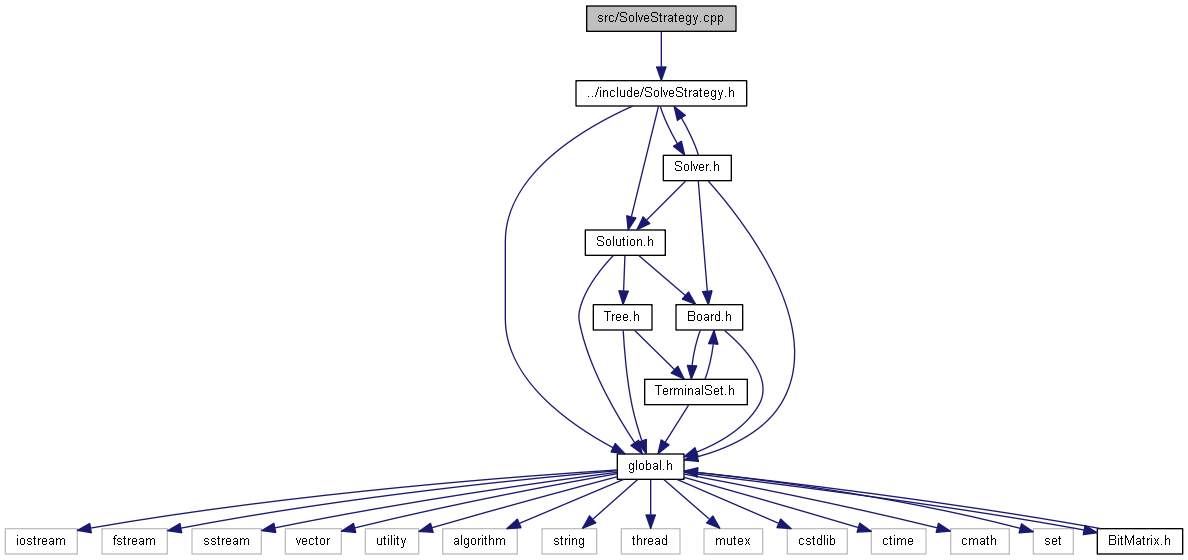 src/SolveStrategy.cpp
../include/SolveStrategy.h
Solver.h
Solution.h
Tree.h
Board.h
TerminalSet.h
global.h
iostream
fstream
sstream
vector
utility
algorithm
string
thread
mutex
cstdlib
ctime
cmath
set
BitMatrix.h